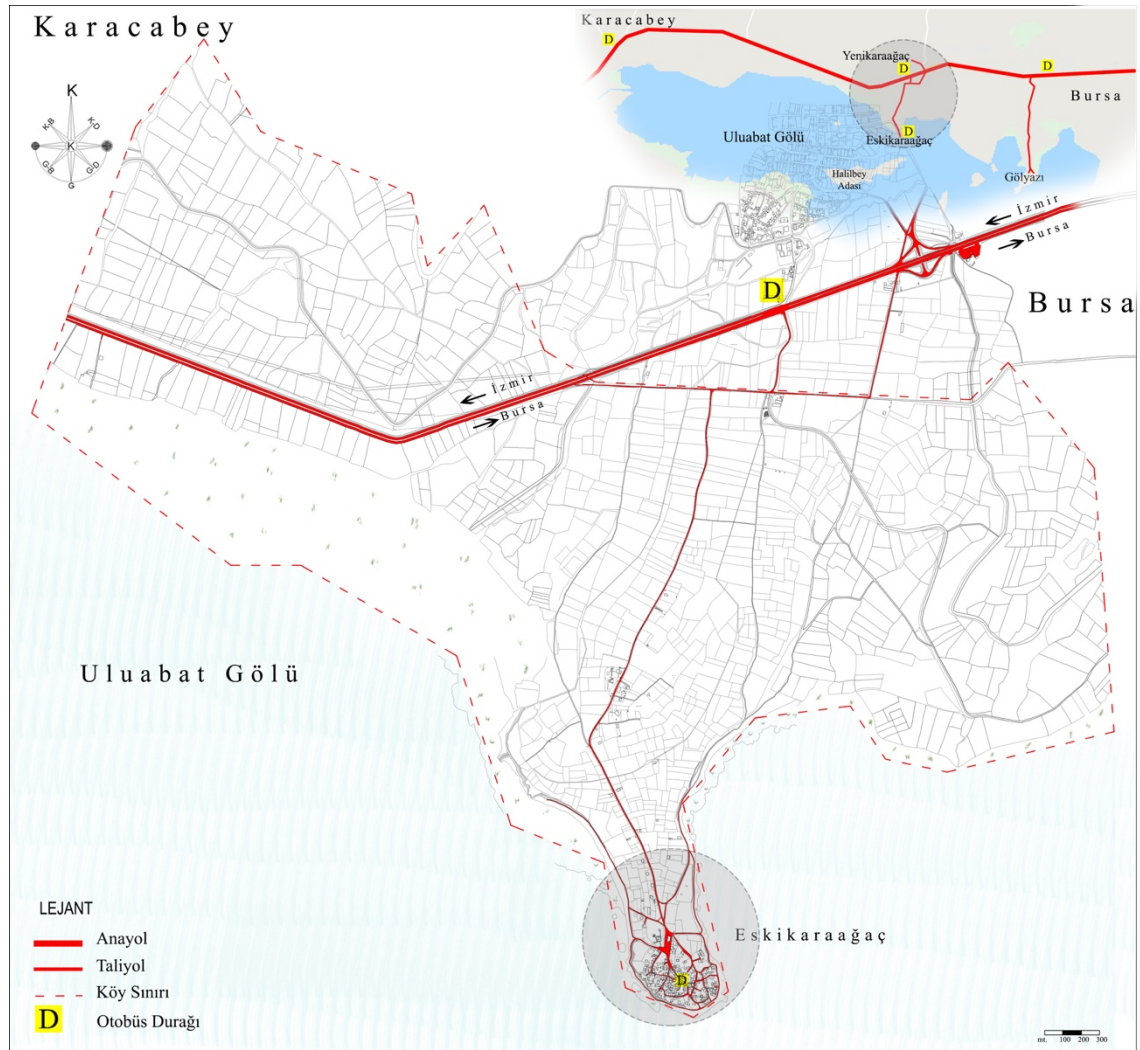 Karacabey
K
K-B
K-D
K
G-B
G-D
G
Karacabey
D
Yenikaraağaç
D
D
Bursa
D
Eskikaraağaç
Uluabat Gölü
Halilbey
Adası
Gölyazı
İzmir
Bursa
D
Bursa
İzmir
Bursa
Uluabat Gölü
Eskikaraağaç
D
LEJANT
Anayol
Taliyol
Köy Sınırı
D Otobüs Durağı
mt. 100 200 300